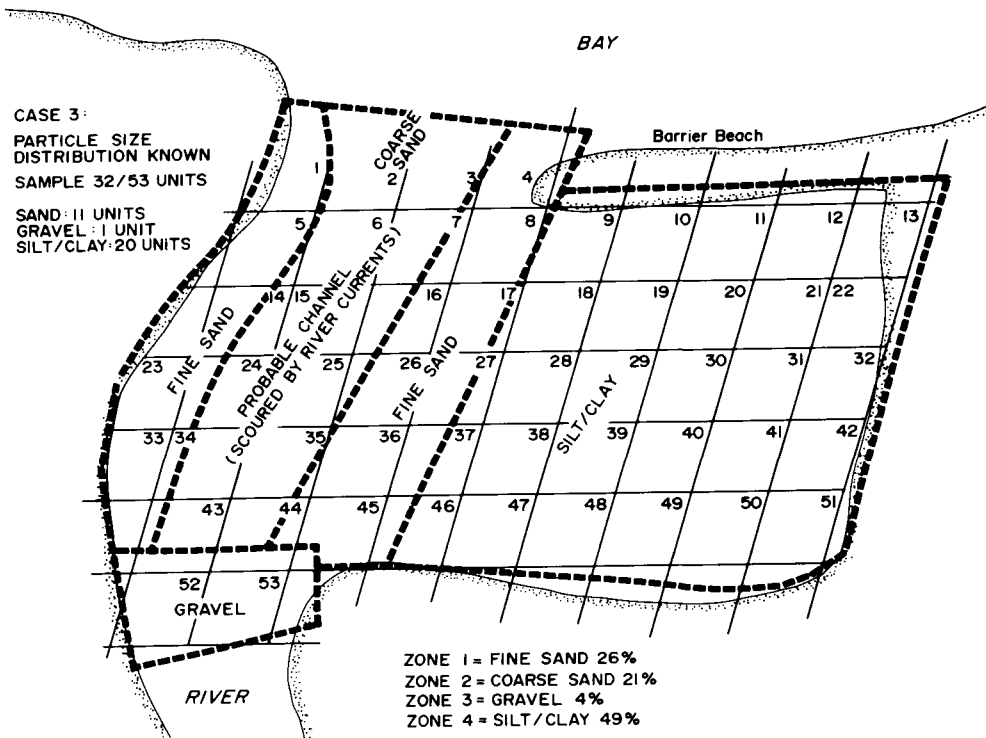 BAY
CASE 3:
PARTICLE SIZE
DISTRIBUTION KNOWN
SAMPLE 32/53 UNITS
SAND: 11 UNITS
GRAVEL: 1 UNIT
SILT/CLAY: 20 UNITS
COARSE
SAND
Barrier Beach
1
2
3
4
5
6
7
8
9
10
11
12
13
14
15
16
17
18
19
20
21
22
FINE SAND
PROBABLE CHANNEL
(SCOURED BY RIVER CURRENTS)
FINE SAND
SILT/CLAY
23
24
25
26
27
28
29
30
31
32
33
34
35
36
37
38
39
40
41
42
43
44
45
46
47
48
49
50
51
52
53
GRAVEL
RIVER
ZONE 1 = FINE SAND 26%
ZONE 2 = COARSE SAND 21%
ZONE 3 = GRAVEL 4%
ZONE 4 = SILT/CLAY 49%